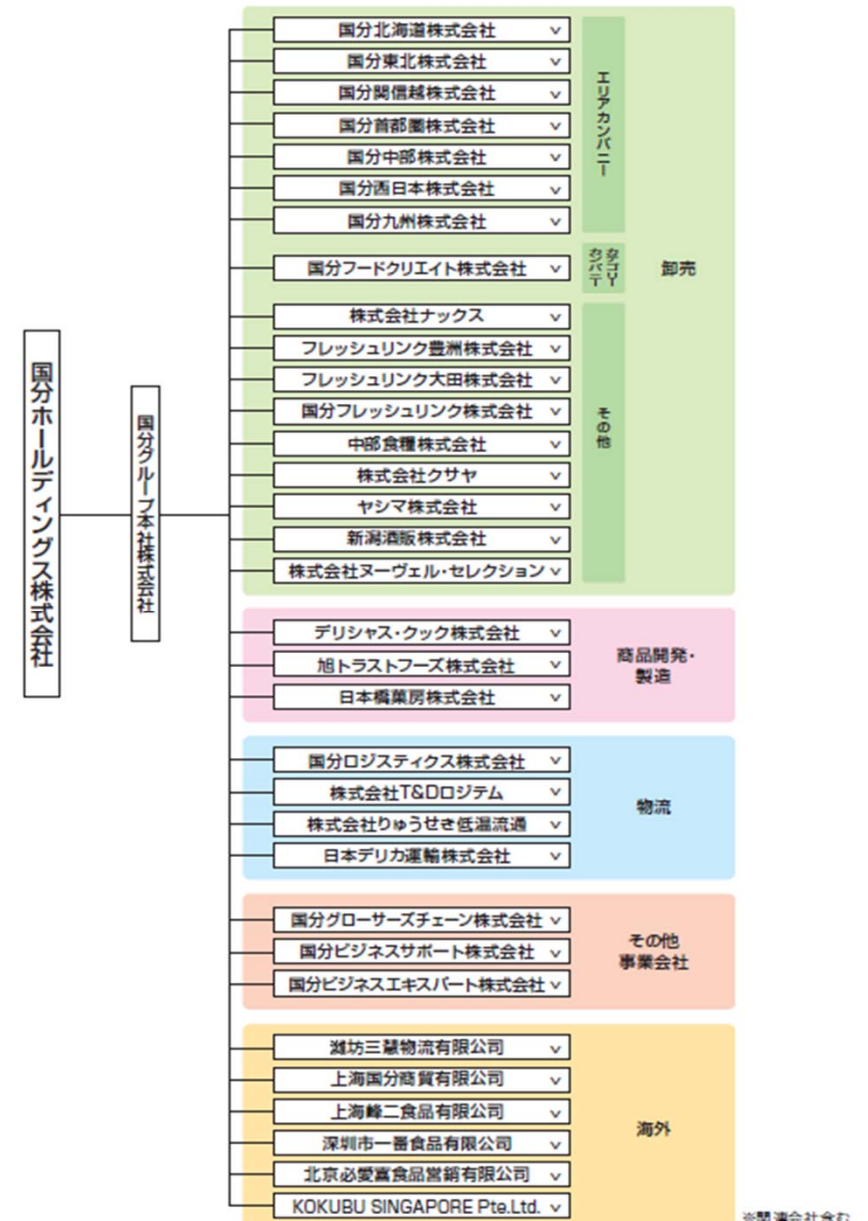 国分ホールディングス株式会社
国分グループ本社株式会社
国分北海道株式会社
国分東北株式会社
国分関信越株式会社
国分首都圏株式会社
国分中部株式会社
国分西日本株式会社
国分九州株式会社
エリアカンパニー
国分フードクリエイト株式会社
カテゴリー
カンパニー
卸売
株式会社ナックス
フレッシュリンク豊洲株式会社
フレッシュリンク大田株式会社
国分フレッシュリンク株式会社
中部食糧株式会社
株式会社クサヤ
ヤシマ株式会社
新潟酒販株式会社
株式会社ヌーヴェル・セレクション
その他
デリシャス・クック株式会社
旭トラストフーズ株式会社
日本橋菓房株式会社
商品開発・
製造
国分ロジスティクス株式会社
株式会社T&Dロジテム
株式会社りゅうせき低温流通
日本デリカ運輸株式会社
物流
国分グローサーズチェーン株式会社
国分ビジネスサポート株式会社
国分ビジネスエキスパート株式会社
その他
事業会社
濰坊三慧物流有限公司
上海国分商貿有限公司
上海峰二食品有限公司
深圳市一番食品有限公司
北京必愛喜食品営銷有限公司
KOKUBU SINGAPORE Pte.Ltd.
海外
※関連会社含む